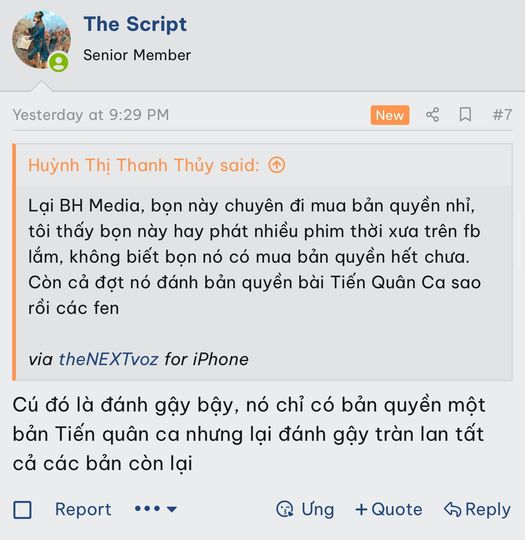 The Script
Senior Member
Yesterday at 9:29 PM
New
#7
Huỳnh Thị Thanh Thủy said:
Lại BH Media, bọn này chuyên đi mua bản quyền nhỉ,
tôi thấy bọn này hay phát nhiều phim thời xưa trên fb
lắm, không biết bọn nó có mua bản quyền hết chưa.
Còn cả đợt nó đánh bản quyền bài Tiến Quân Ca sao
rồi các fen
via theNEXTvoz for iPhone
Cú đó là đánh gậy bậy, nó chỉ có bản quyền một
bản Tiến quân ca nhưng lại đánh gậy tràn lan tất
cả các bản còn lại
Report ••• Ưng +Quote Reply